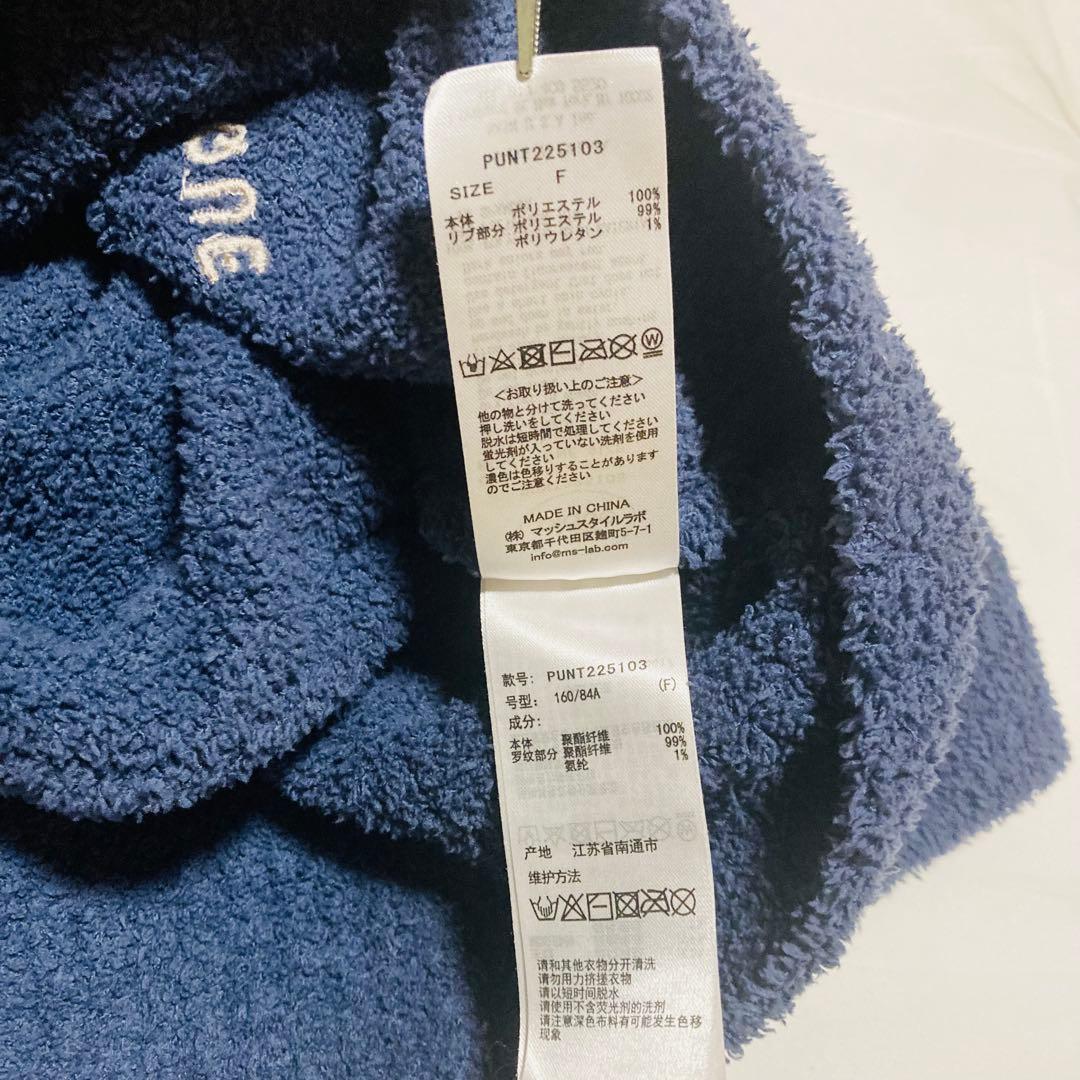 PUNT225103
SIZE F
本体 ポリエステル 100%
リブ部分 ポリエステル 99%
ポリウレタン 1%
<お取り扱い上のご注意>
他の物と分けて洗ってください
押し洗いをしてください
脱水は短時間で処理してください
蛍光剤が入っていない洗剤を使用
してください
濃色は色移りすることがあります
のでご注意ください
MADE IN CHINA
(株) マッシュスタイルラボ
東京都千代田区麹町5-7-1
info@ms-lab.com
款号: PUNT225103
号型: 160/84A (F)
成分:
本体 聚酯纤维 100%
罗纹部分 聚酯纤维 99%
氨纶 1%
产地 江苏省南通市
维护方法
请和其他衣物分开清洗
请勿用力挤搓衣物
请以短时间脱水
请使用不含荧光剂的洗剂
请注意深色布料有可能发生色移
现象